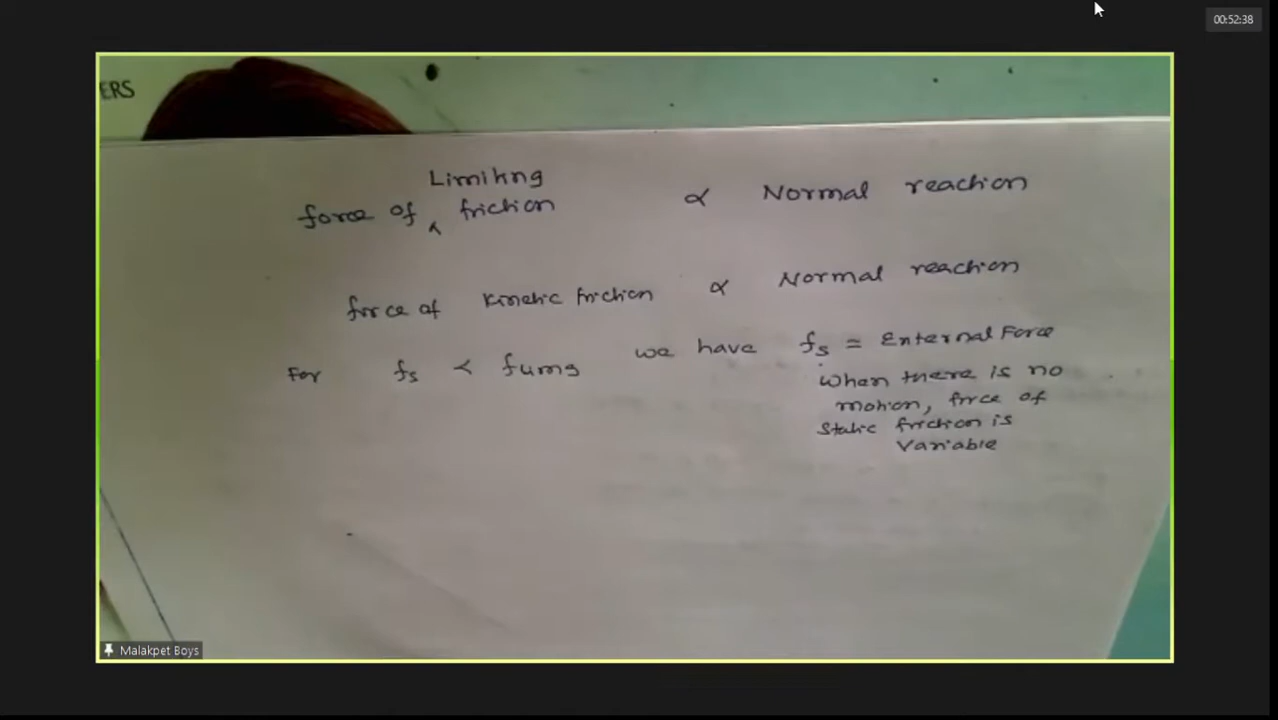 00:52:38
ERS
Limiting
force of ‸ friction ∝ Normal reaction
force of Kinetic friction ∝ Normal reaction
For fs < fums we have fs = External Force
When there is no
motion, force of
static friction is
variable
Malakpet Boys